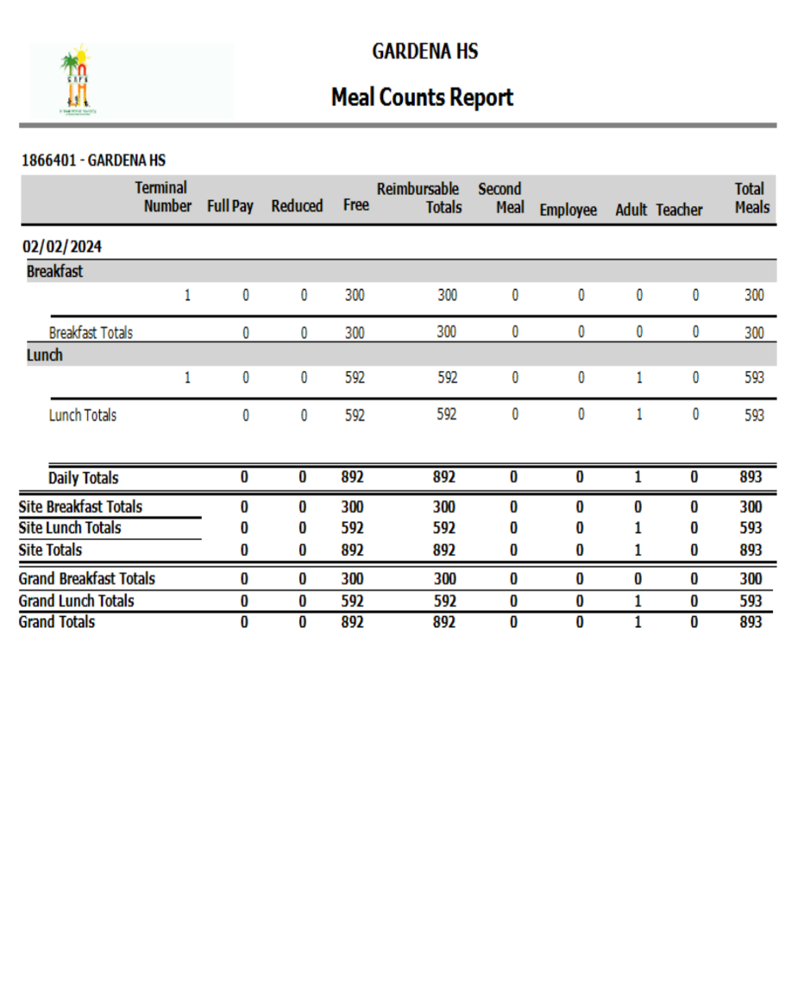 GARDENA HS
Meal Counts Report
1866401 - GARDENA HS
Terminal Number Full Pay Reduced Free Reimbursable Totals Second Meal Employee Adult Teacher Total Meals
02/02/2024
Breakfast
1 0 0 300 300 0 0 0 0 300
Breakfast Totals 0 0 300 300 0 0 0 0 300
Lunch
1 0 0 592 592 0 0 1 0 593
Lunch Totals 0 0 592 592 0 0 1 0 593
Daily Totals 0 0 892 892 0 0 1 0 893
Site Breakfast Totals 0 0 300 300 0 0 0 0 300
Site Lunch Totals 0 0 592 592 0 0 1 0 593
Site Totals 0 0 892 892 0 0 1 0 893
Grand Breakfast Totals 0 0 300 300 0 0 0 0 300
Grand Lunch Totals 0 0 592 592 0 0 1 0 593
Grand Totals 0 0 892 892 0 0 1 0 893